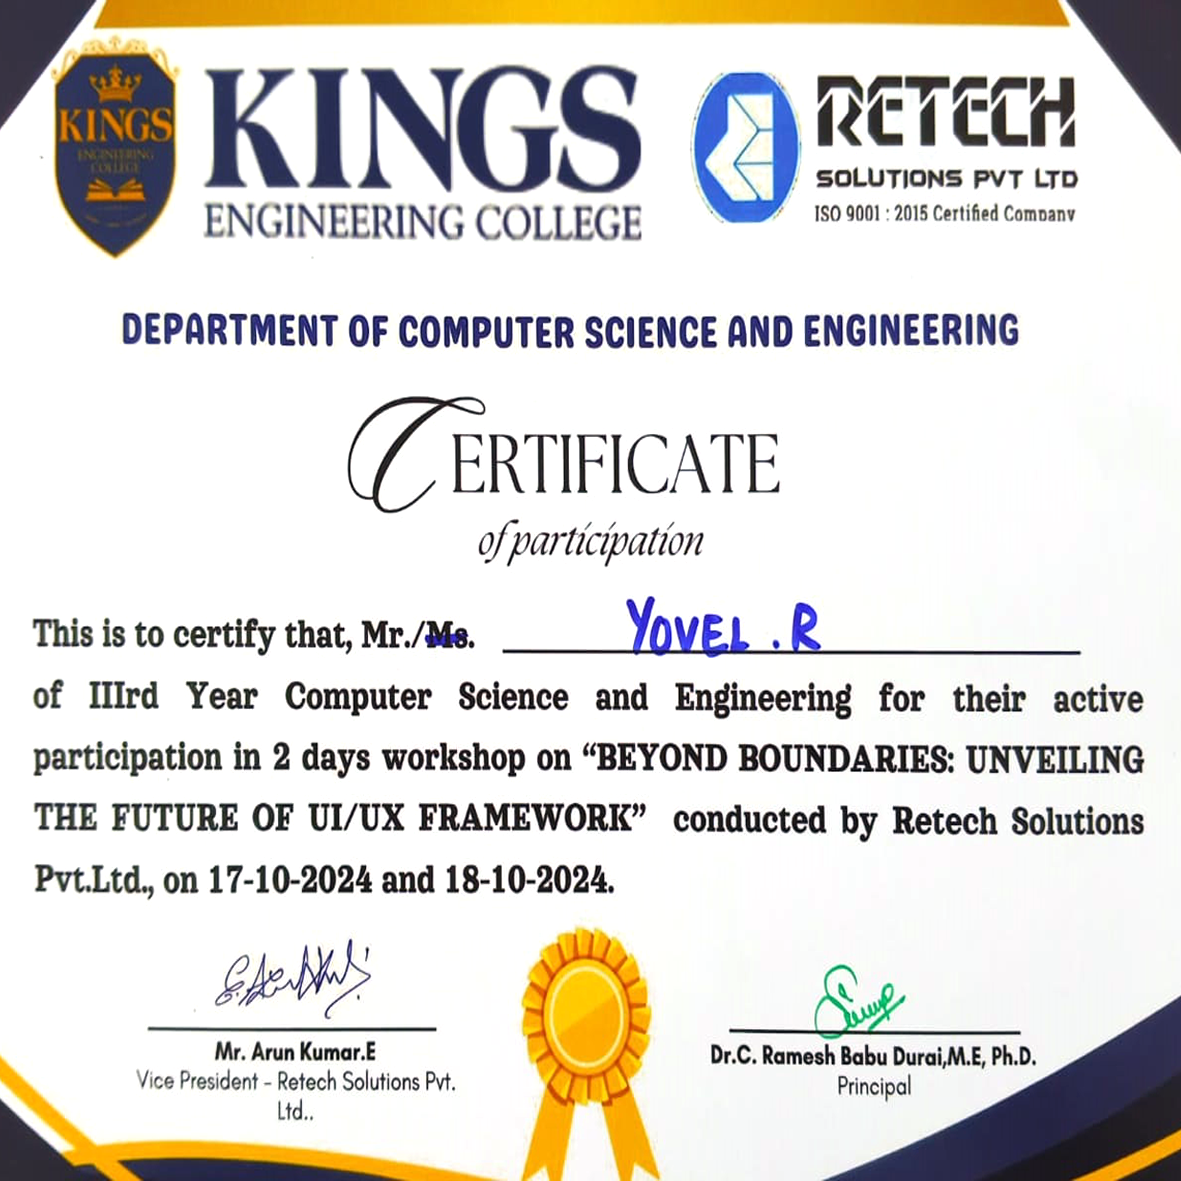 KINGS
ENGINEERING
COLLEGE
KINGS
ENGINEERING COLLEGE
RETECH
SOLUTIONS PVT LTD
ISO 9001 : 2015 Certified Company
DEPARTMENT OF COMPUTER SCIENCE AND ENGINEERING
CERTIFICATE
of participation
This is to certify that, Mr./Ms. YOVEL . R
of IIIrd Year Computer Science and Engineering for their active
participation in 2 days workshop on “BEYOND BOUNDARIES: UNVEILING
THE FUTURE OF UI/UX FRAMEWORK” conducted by Retech Solutions
Pvt.Ltd., on 17-10-2024 and 18-10-2024.
Mr. Arun Kumar.E
Vice President - Retech Solutions Pvt.
Ltd..
Dr.C. Ramesh Babu Durai,M.E, Ph.D.
Principal